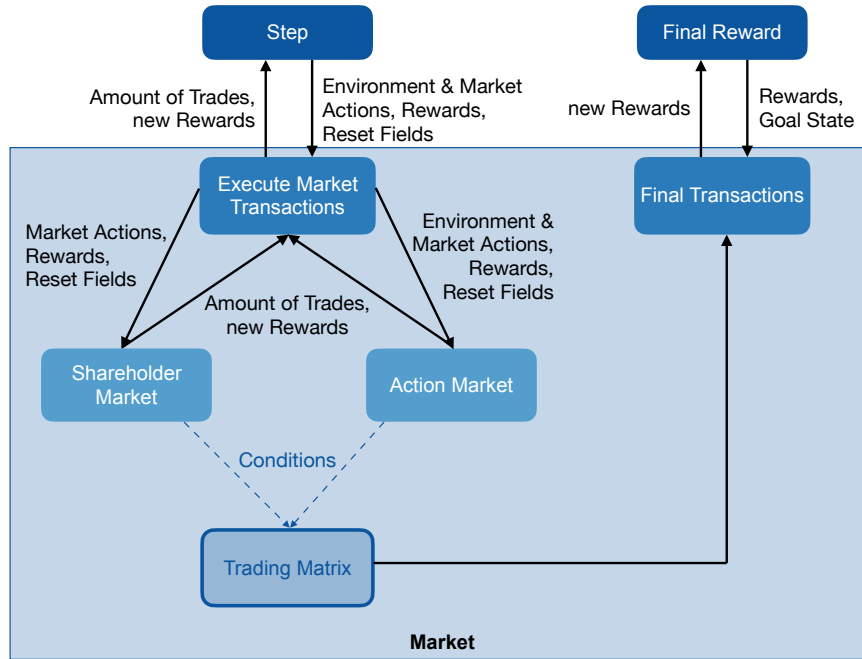 Step
Final Reward
Amount of Trades,
new Rewards
Environment & Market
Actions, Rewards,
Reset Fields
new Rewards
Rewards,
Goal State
Execute Market
Transactions
Final Transactions
Market Actions,
Rewards,
Reset Fields
Environment &
Market Actions,
Rewards,
Reset Fields
Amount of Trades,
new Rewards
Shareholder
Market
Action Market
Conditions
Trading Matrix
Market